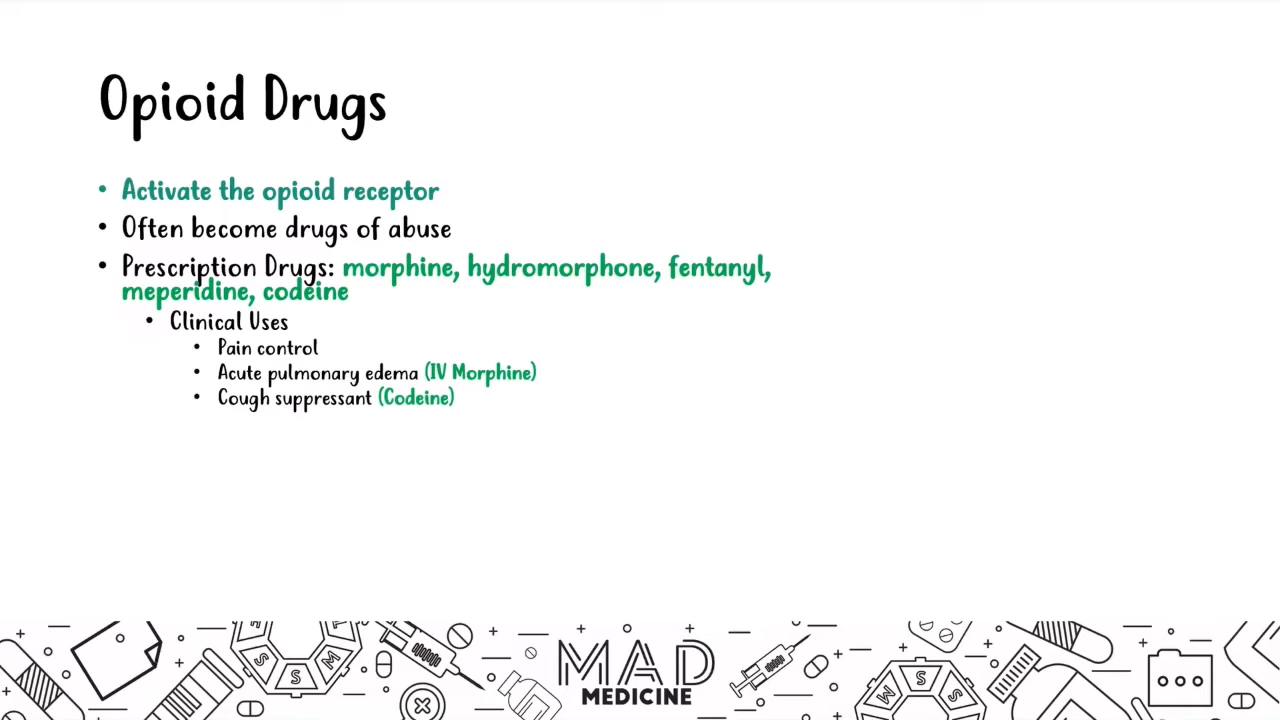 Opioid Drugs
• Activate the opioid receptor
• Often become drugs of abuse
• Prescription Drugs: morphine, hydromorphone, fentanyl,
meperidine, codeine
• Clinical Uses
• Pain control
• Acute pulmonary edema (IV Morphine)
• Cough suppressant (Codeine)
S S M
M S S
MAD
MEDICINE